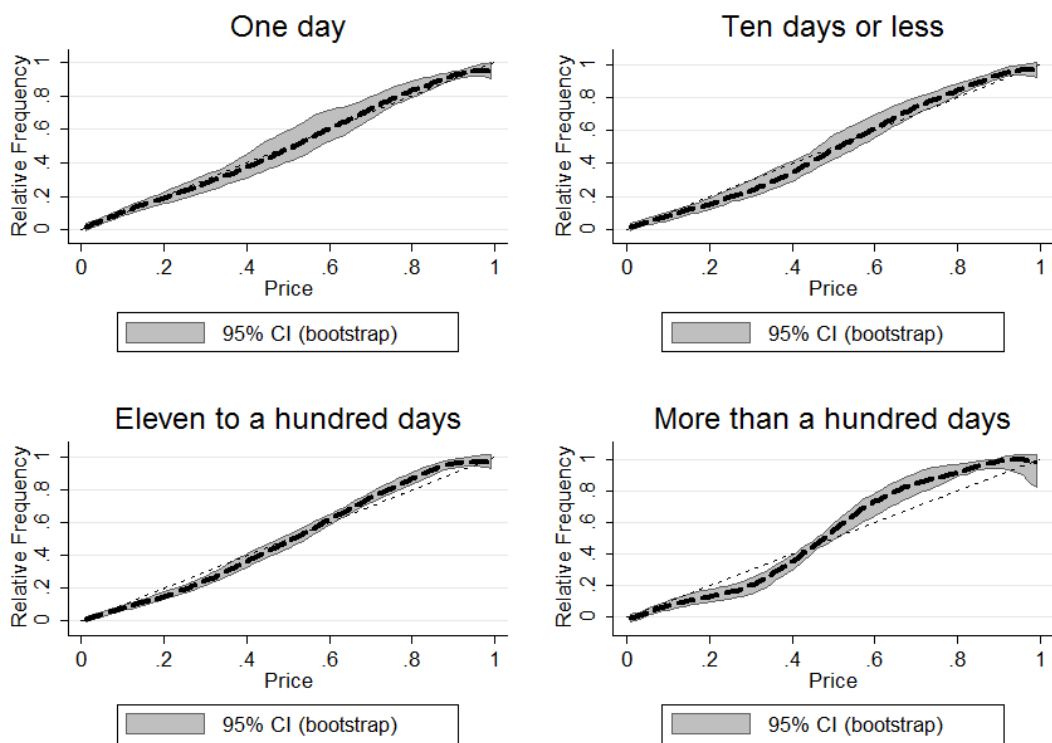 One day
Relative Frequency
1
.8
.6
.4
.2
0
0 .2 .4 .6 .8 1
Price
95% CI (bootstrap)
Ten days or less
Relative Frequency
1
.8
.6
.4
.2
0
0 .2 .4 .6 .8 1
Price
95% CI (bootstrap)
Eleven to a hundred days
Relative Frequency
1
.8
.6
.4
.2
0
0 .2 .4 .6 .8 1
Price
95% CI (bootstrap)
More than a hundred days
Relative Frequency
1
.8
.6
.4
.2
0
0 .2 .4 .6 .8 1
Price
95% CI (bootstrap)